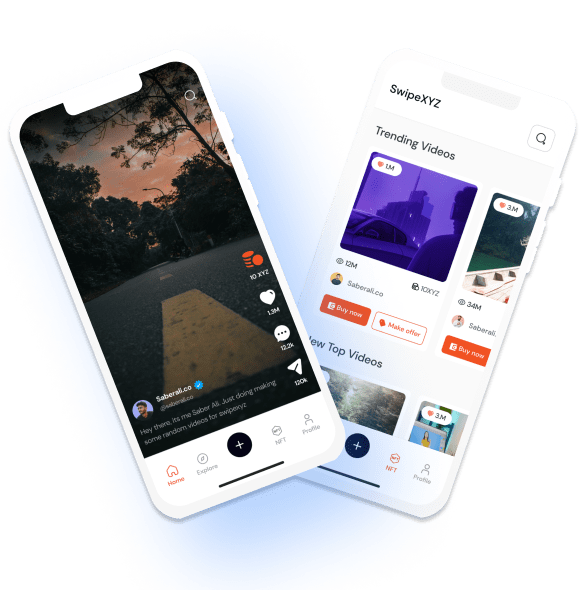 10 XYZ
1.3M
12.2k
120k
Saberali.co
@saberali.co
Hey there, its me Saber Ali. Just doing making
some random videos for swipexyz
Home
Explore
NFT
Profile
SwipeXYZ
Trending Videos
1.M
3.M
12M
Saberali.co
10XYZ
Buy now
Make offer
34M
Saberali.
Buy now
ew Top Videos
3.M
NFT
Profile